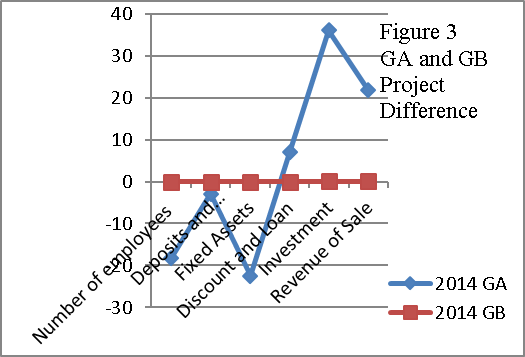 40
30
20
10
0
-10
-20
-30
Figure 3
GA and GB
Project
Difference
Number of employees
Deposits and...
Fixed Assets
Discount and Loan
Investment
Revenue of Sale
2014 GA
2014 GB